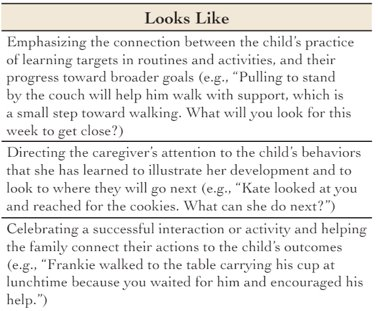 Looks Like
Emphasizing the connection between the child's practice
of learning targets in routines and activities, and their
progress toward broader goals (e.g., “Pulling to stand
by the couch will help him walk with support, which is
a small step toward walking. What will you look for this
week to get close?)
Directing the caregiver's attention to the child's behaviors
that she has learned to illustrate her development and to
look to where they will go next (e.g., “Kate looked at you
and reached for the cookies. What can she do next?”)
Celebrating a successful interaction or activity and helping
the family connect their actions to the child's outcomes
(e.g., “Frankie walked to the table carrying his cup at
lunchtime because you waited for him and encouraged his
help.”)